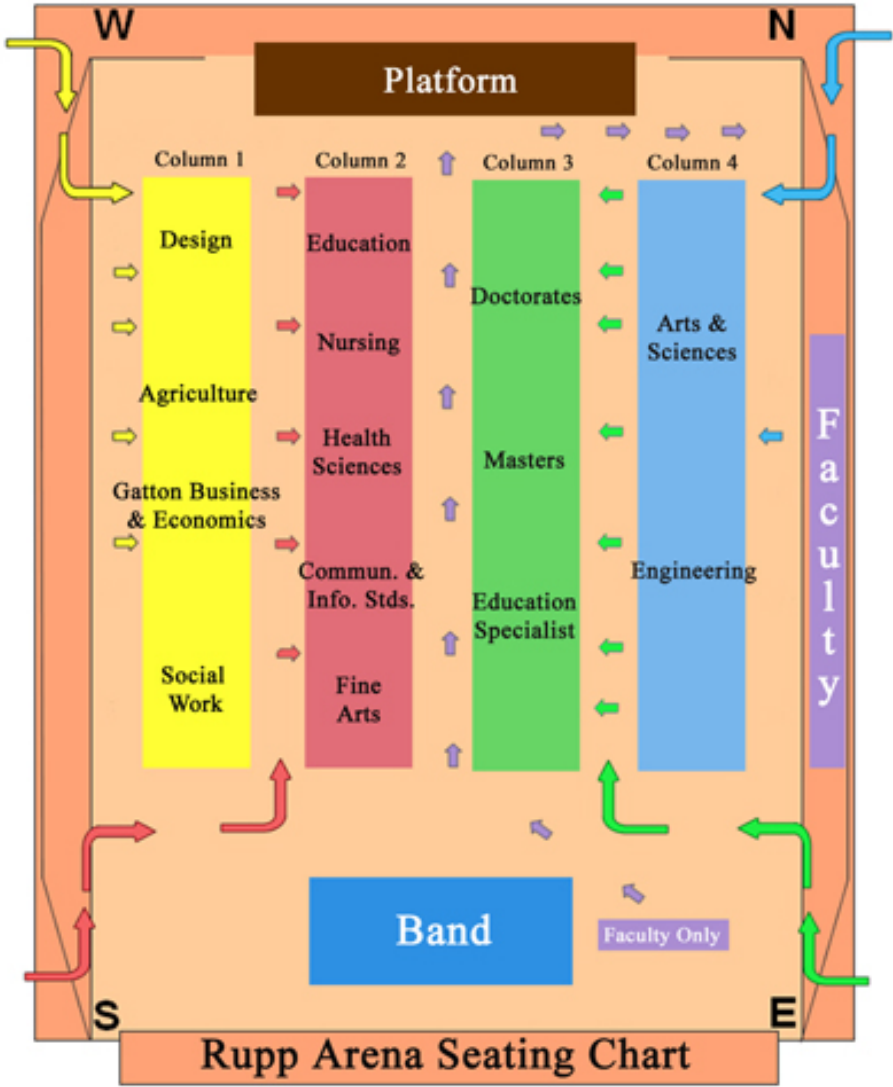 W
N
Platform
Column 1
Column 2
Column 3
Column 4
Design
Agriculture
Gatton Business
& Economics
Social
Work
Education
Nursing
Health
Sciences
Commun. &
Info. Stds.
Fine
Arts
Doctorates
Masters
Education
Specialist
Arts &
Sciences
Engineering
Faculty
Band
Faculty Only
S
E
Rupp Arena Seating Chart